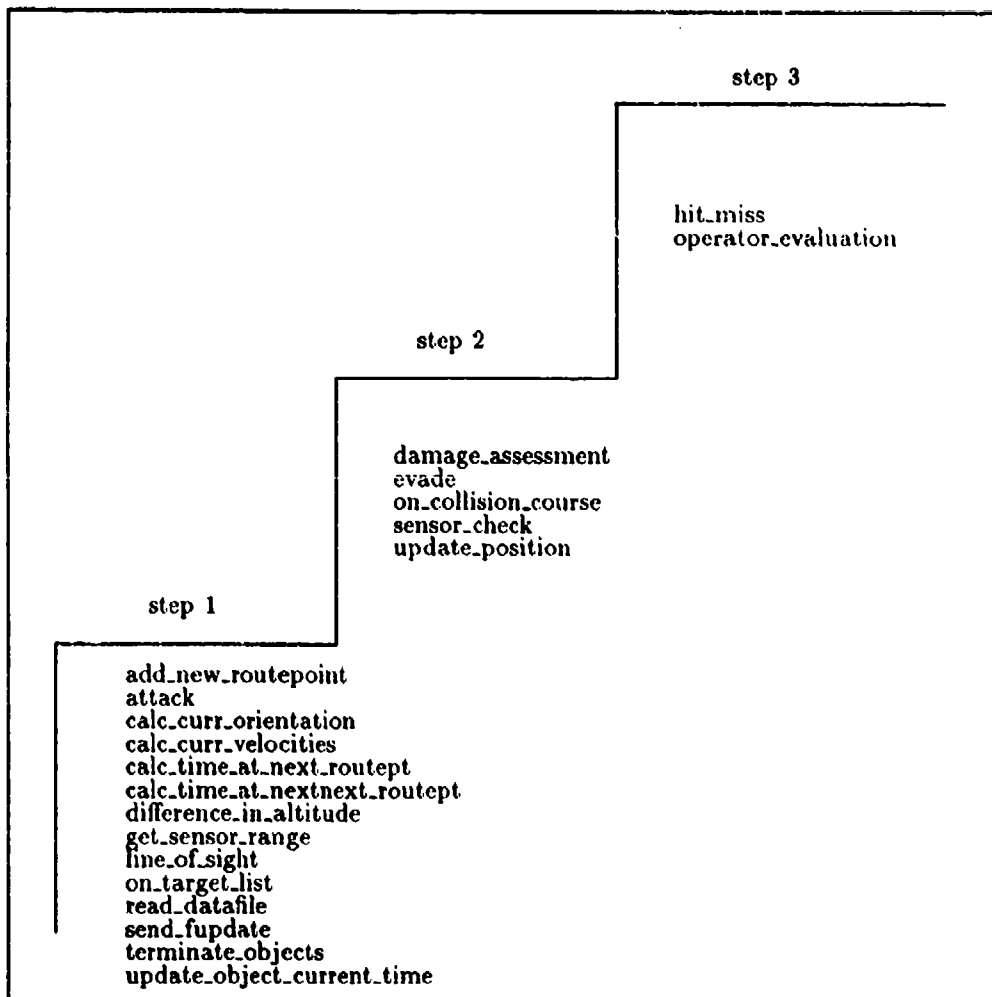 step 3
hit_miss
operator_evaluation
step 2
damage_assessment
evade
on_collision_course
sensor_check
update_position
step 1
add_new_routepoint
attack
calc_curr_orientation
calc_curr_velocities
calc_time_at_next_routept
calc_time_at_nextnext_routept
difference_in_altitude
get_sensor_range
line_of_sight
on_target_list
read_datafile
send_fupdate
terminate_objects
update_object_current_time